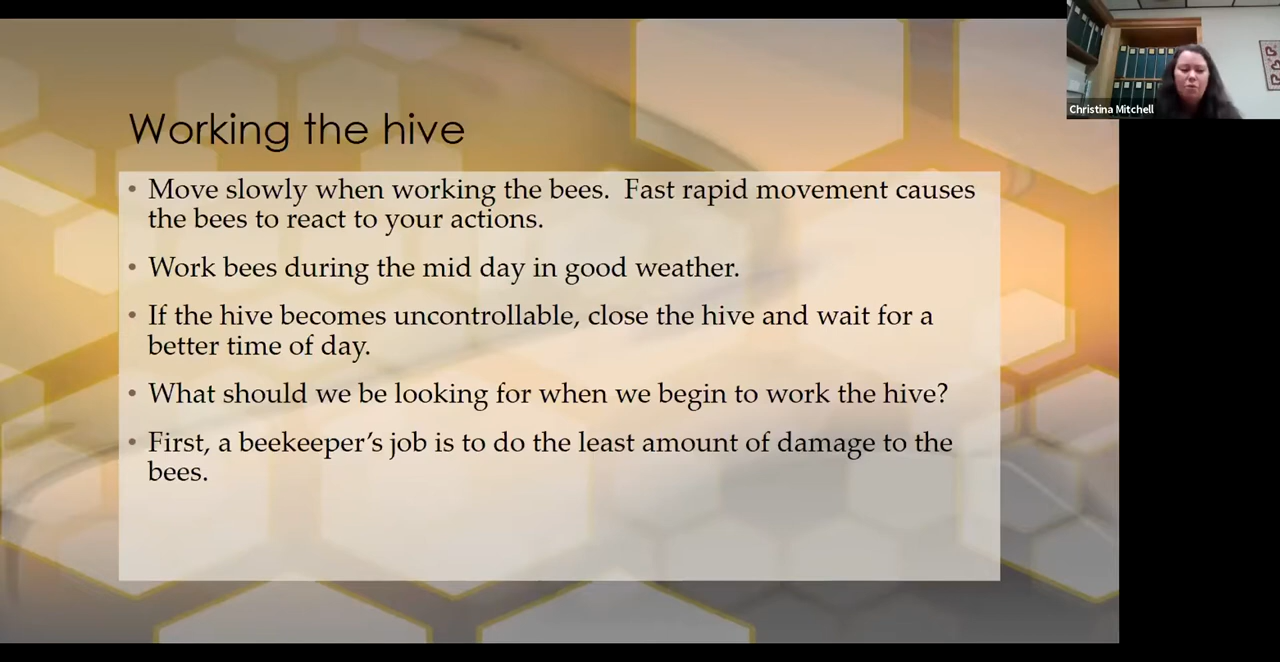 Working the hive
• Move slowly when working the bees.  Fast rapid movement causes
the bees to react to your actions.
• Work bees during the mid day in good weather.
• If the hive becomes uncontrollable, close the hive and wait for a
better time of day.
• What should we be looking for when we begin to work the hive?
• First, a beekeeper’s job is to do the least amount of damage to the
bees.
Christina Mitchell